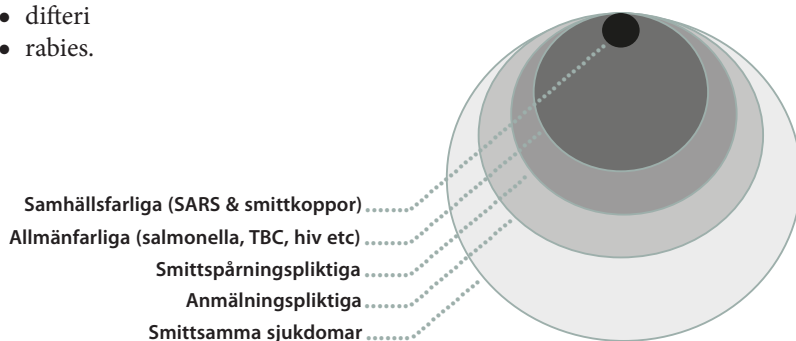 • difteri
• rabies.
Samhällsfarliga (SARS & smittkoppor)
Allmänfarliga (salmonella, TBC, hiv etc)
Smittspårningspliktiga
Anmälningspliktiga
Smittsamma sjukdomar